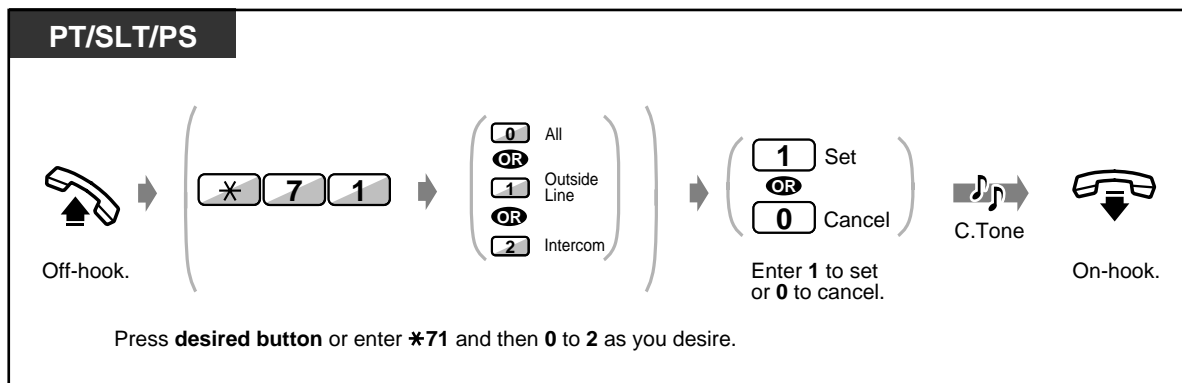 PT/SLT/PS
Off-hook.
* 7 1
0 All
OR
1 Outside Line
OR
2 Intercom
Press desired button or enter *71 and then 0 to 2 as you desire.
1 Set
OR
0 Cancel
Enter 1 to set
or 0 to cancel.
C.Tone
On-hook.